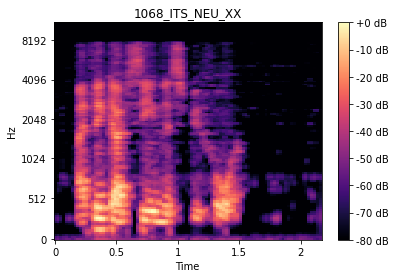 1068_ITS_NEU_XX
Hz
8192
4096
2048
1024
512
0
0
0.5
1
1.5
2
Time
+0 dB
-10 dB
-20 dB
-30 dB
-40 dB
-50 dB
-60 dB
-70 dB
-80 dB